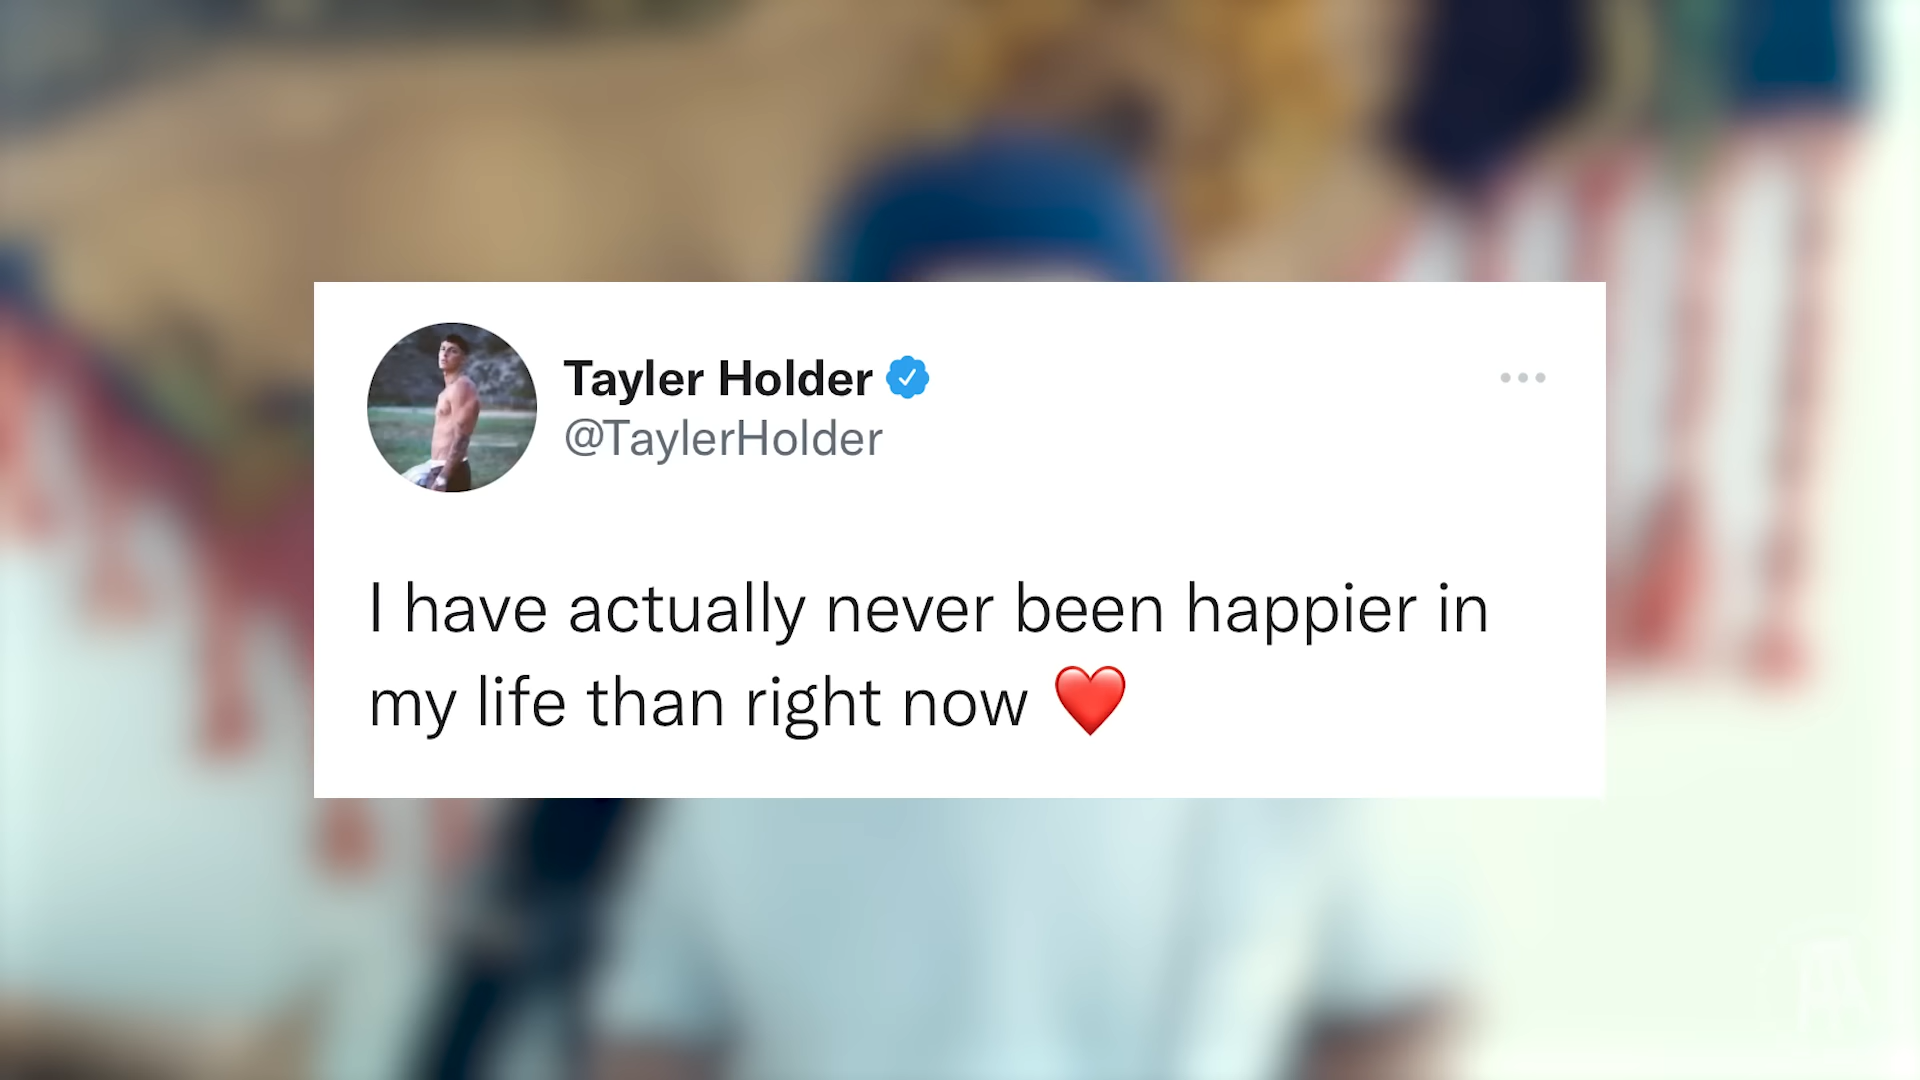 Tayler Holder
@TaylerHolder
I have actually never been happier in
my life than right now ❤️